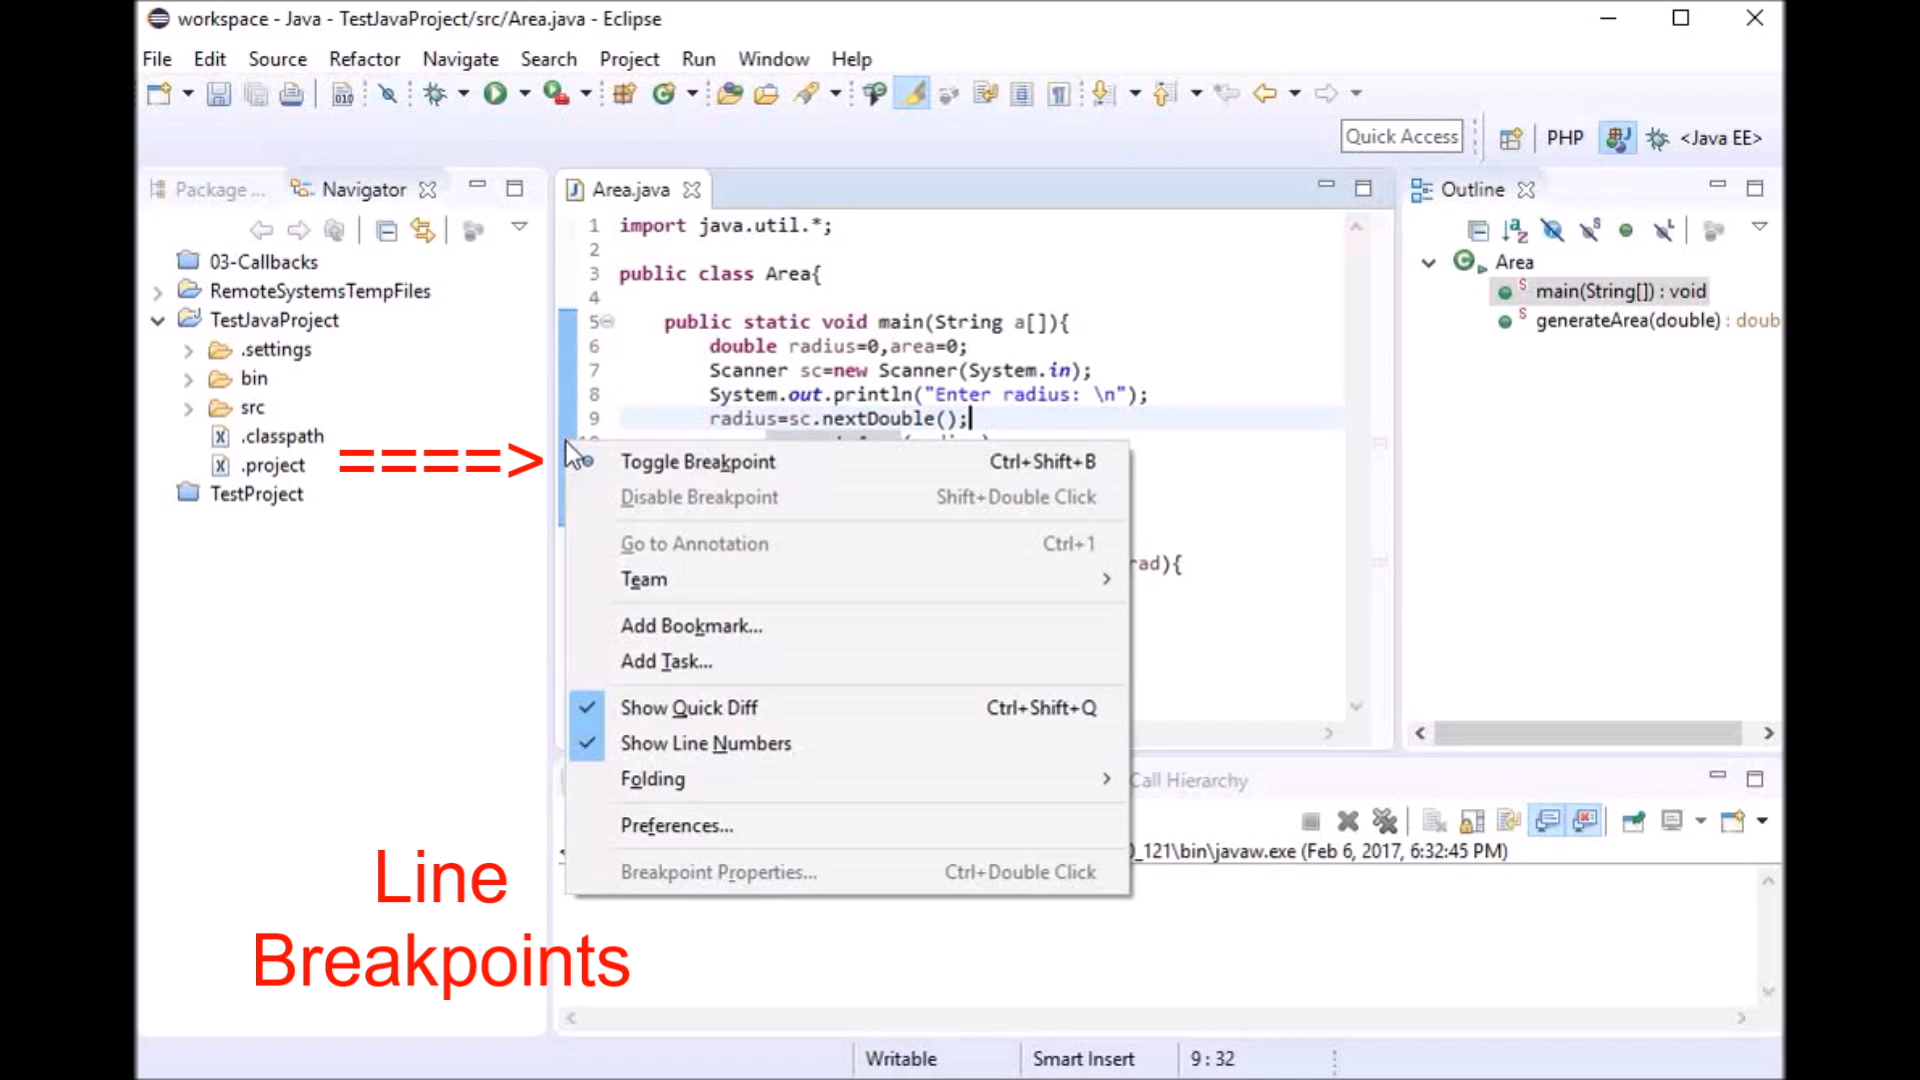 workspace - Java - TestJavaProject/src/Area.java - Eclipse
File Edit Source Refactor Navigate Search Project Run Window Help
Quick Access
PHP
<Java EE>
Package ...
Navigator
03-Callbacks
RemoteSystemsTempFiles
TestJavaProject
.settings
bin
src
.classpath
.project
TestProject
====>
Line
Breakpoints
Area.java
1 import java.util.*;
2
3 public class Area{
4
5 public static void main(String a[]){
6 double radius=0,area=0;
7 Scanner sc=new Scanner(System.in);
8 System.out.println("Enter radius: \n");
9 radius=sc.nextDouble();
rad){
Toggle Breakpoint Ctrl+Shift+B
Disable Breakpoint Shift+Double Click
Go to Annotation Ctrl+1
Team
Add Bookmark...
Add Task...
Show Quick Diff Ctrl+Shift+Q
Show Line Numbers
Folding
Preferences...
Breakpoint Properties... Ctrl+Double Click
Outline
Area
main(String[]) : void
generateArea(double) : doub
Call Hierarchy
_121\bin\javaw.exe (Feb 6, 2017, 6:32:45 PM)
Writable
Smart Insert
9 : 32